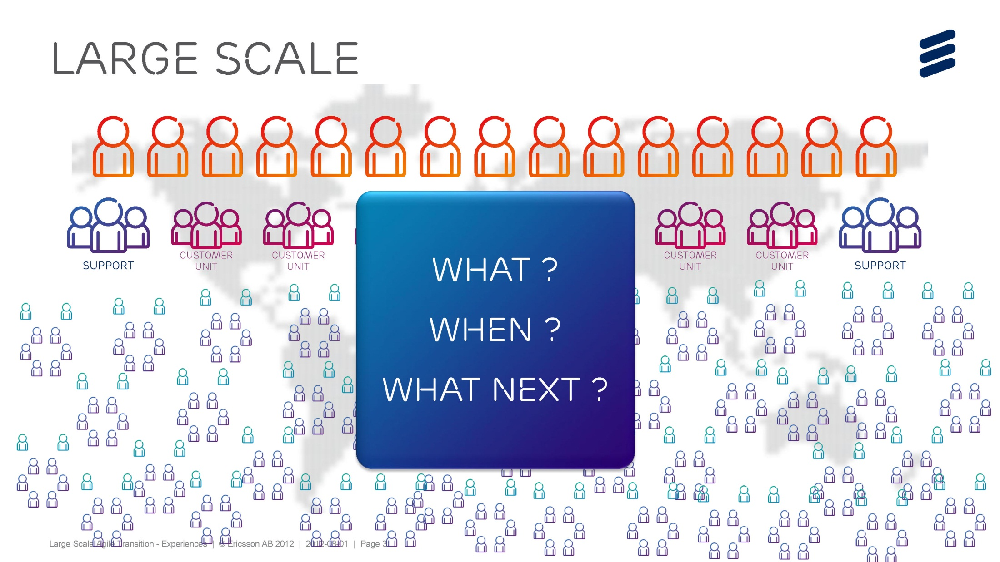 LARGE SCALE
SUPPORT
CUSTOMER
UNIT
CUSTOMER
UNIT
CUSTOMER
UNIT
CUSTOMER
UNIT
SUPPORT
WHAT ?
WHEN ?
WHAT NEXT ?
Large Scale Agile Transition - Experiences | © Ericsson AB 2012 | 2012-08-01 | Page 3